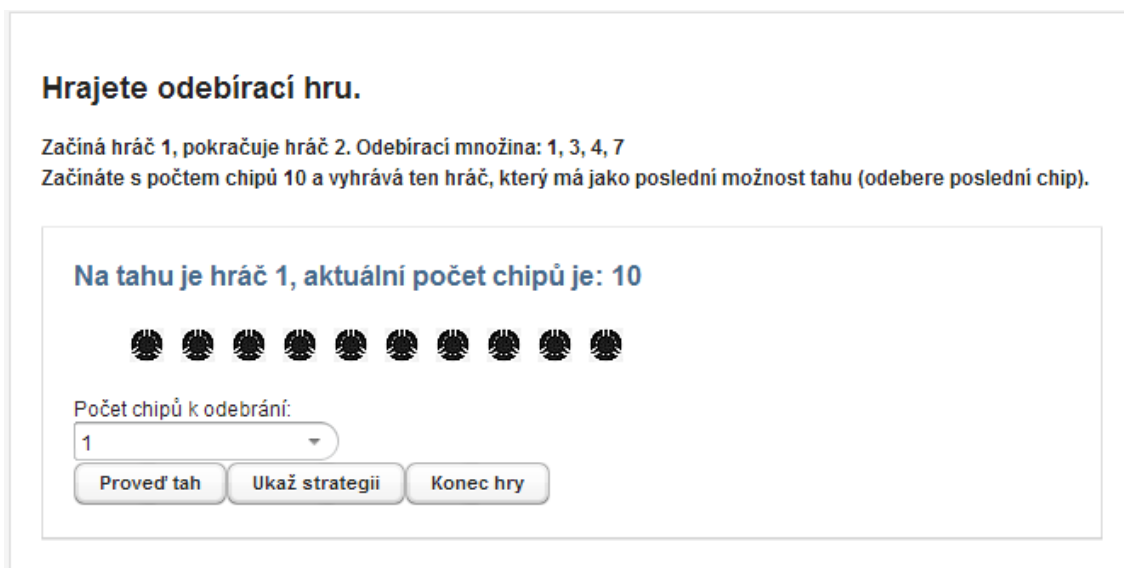 Hrajete odebírací hru.
Začíná hráč 1, pokračuje hráč 2. Odebírací množina: 1, 3, 4, 7
Začínáte s počtem chipů 10 a vyhrává ten hráč, který má jako poslední možnost tahu (odebere poslední chip).
Na tahu je hráč 1, aktuální počet chipů je: 10
Počet chipů k odebrání:
1
Proveď tah Ukaž strategii Konec hry